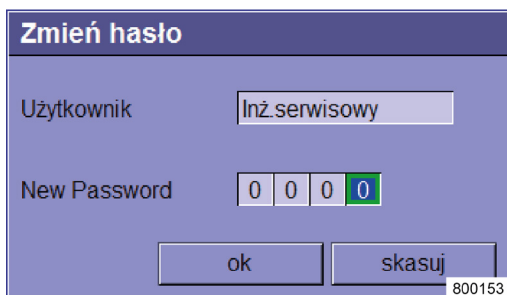 Zmień hasło
Użytkownik Inż.serwisowy
New Password 0 0 0 0
ok skasuj
800153